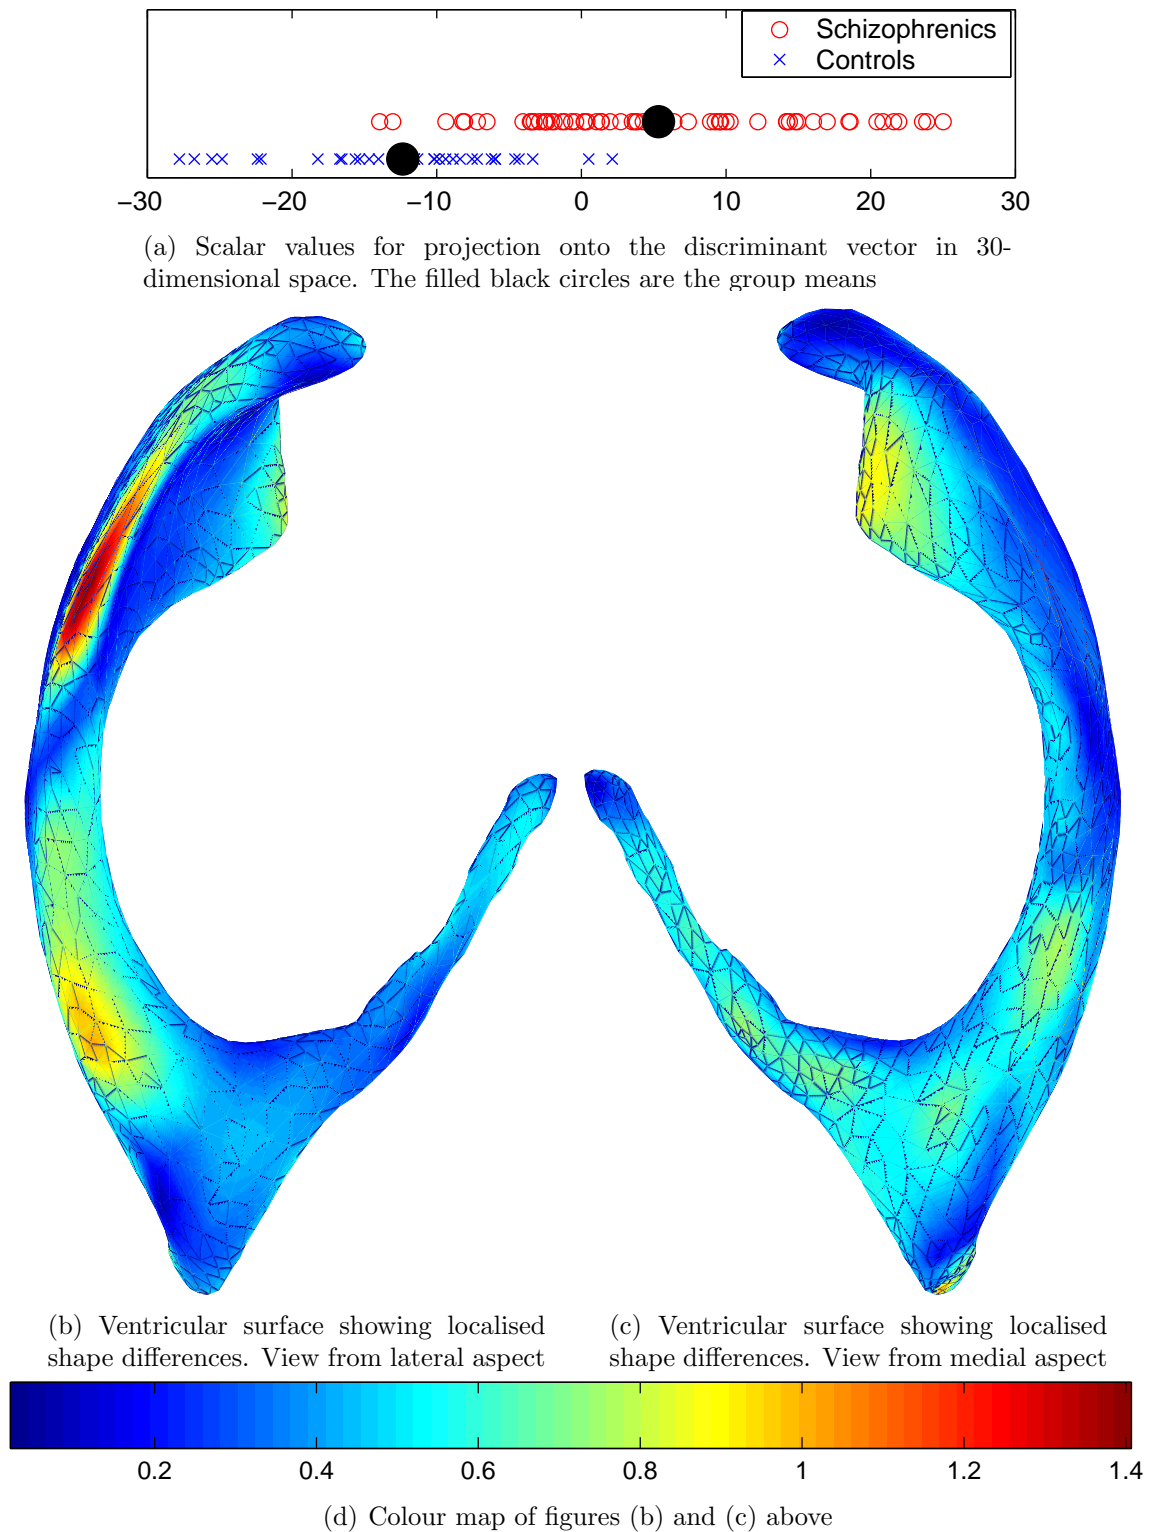 Schizophrenics
Controls
−30 −20 −10 0 10 20 30
(a) Scalar values for projection onto the discriminant vector in 30-
dimensional space. The filled black circles are the group means
(b) Ventricular surface showing localised
shape differences. View from lateral aspect
(c) Ventricular surface showing localised
shape differences. View from medial aspect
0.2 0.4 0.6 0.8 1 1.2 1.4
(d) Colour map of figures (b) and (c) above